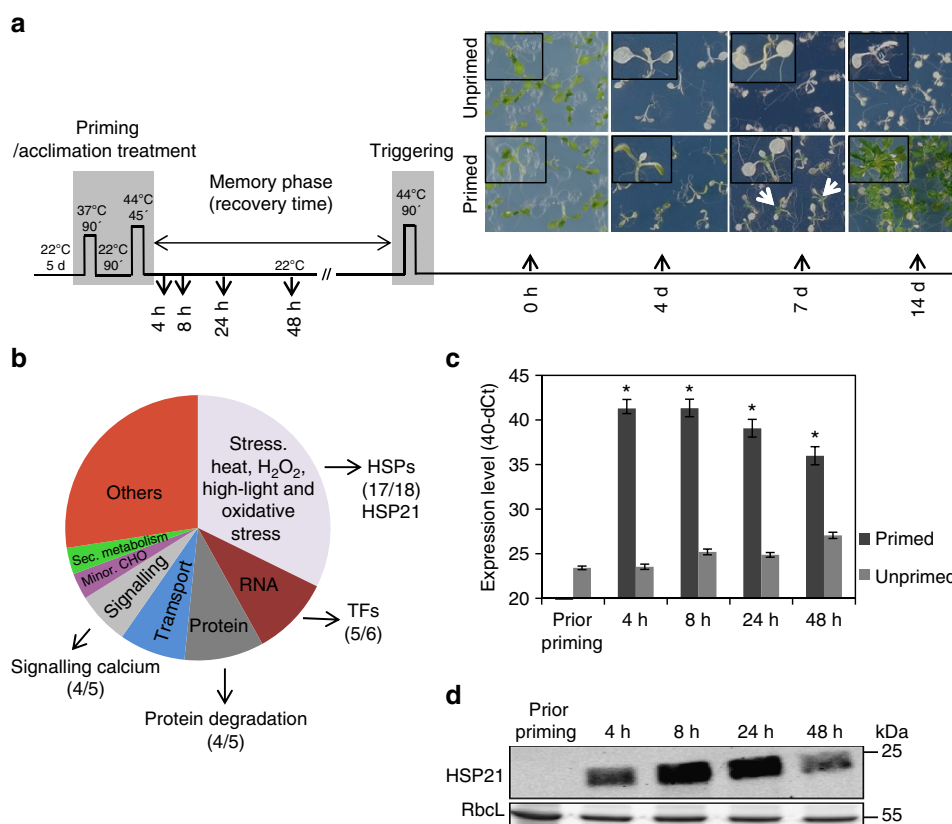 a
Unprimed
Primed
Priming
/acclimation treatment
Triggering
Memory phase
(recovery time)
37°C
90´
44°C
45´
44°C
90´
22°C
5 d
22°C
90´
22°C
//
4 h
8 h
24 h
48 h
0 h
4 d
7 d
14 d
b
Stress.
heat, H₂O₂,
high-light and
oxidative
stress
HSPs
(17/18)
HSP21
Others
Sec. metabolism
Minor. CHO
Signalling
Tramsport
Protein
RNA
TFs
(5/6)
Signalling calcium
(4/5)
Protein degradation
(4/5)
c
Expression level (40-dCt)
45
40
35
30
25
20
* * * *
Primed
Unprimed
Prior
priming
4 h
8 h
24 h
48 h
d
Prior
priming
4 h
8 h
24 h
48 h
kDa
HSP21
25
RbcL
55